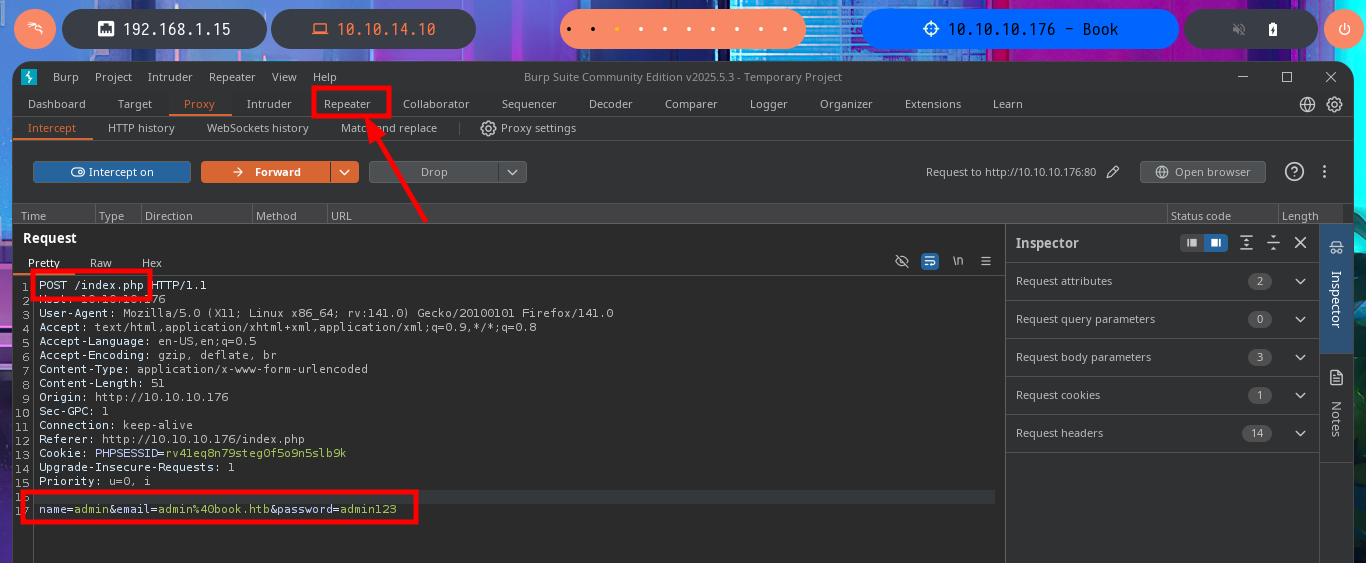 192.168.1.15
10.10.14.10
10.10.10.176 - Book
Burp Project Intruder Repeater View Help
Burp Suite Community Edition v2025.5.3 - Temporary Project
Dashboard Target Proxy Intruder Repeater Collaborator Sequencer Decoder Comparer Logger Organizer Extensions Learn
Intercept HTTP history WebSockets history Match and replace Proxy settings
Intercept on Forward Drop Request to http://10.10.10.176:80 Open browser
Time Type Direction Method URL Status code Length
Request
Pretty Raw Hex \n
1 POST /index.php HTTP/1.1
2 Host: 10.10.10.176
3 User-Agent: Mozilla/5.0 (X11; Linux x86_64; rv:141.0) Gecko/20100101 Firefox/141.0
4 Accept: text/html,application/xhtml+xml,application/xml;q=0.9,*/*;q=0.8
5 Accept-Language: en-US,en;q=0.5
6 Accept-Encoding: gzip, deflate, br
7 Content-Type: application/x-www-form-urlencoded
8 Content-Length: 51
9 Origin: http://10.10.10.176
10 Sec-GPC: 1
11 Connection: keep-alive
12 Referer: http://10.10.10.176/index.php
13 Cookie: PHPSESSID=rv41eq8n79steg0f5o9n5slb9k
14 Upgrade-Insecure-Requests: 1
15 Priority: u=0, i
16
17 name=admin&email=admin%40book.htb&password=admin123
Inspector
Request attributes 2
Request query parameters 0
Request body parameters 3
Request cookies 1
Request headers 14
Inspector
Notes